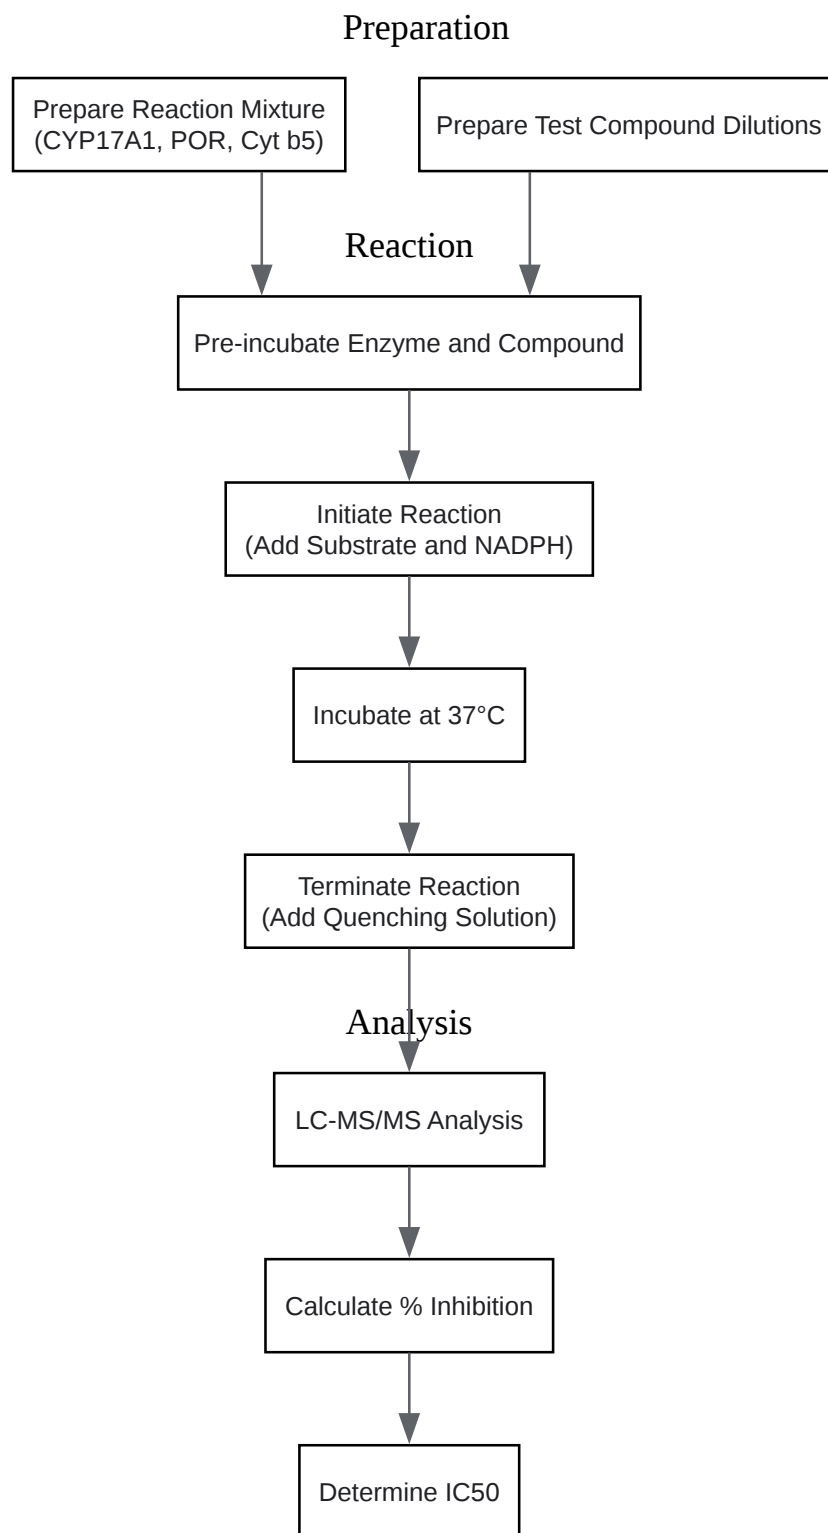 Preparation
Prepare Reaction Mixture
(CYP17A1, POR, Cyt b5)
Prepare Test Compound Dilutions
Reaction
Pre-incubate Enzyme and Compound
Initiate Reaction
(Add Substrate and NADPH)
Incubate at 37°C
Terminate Reaction
(Add Quenching Solution)
Analysis
LC-MS/MS Analysis
Calculate % Inhibition
Determine IC50